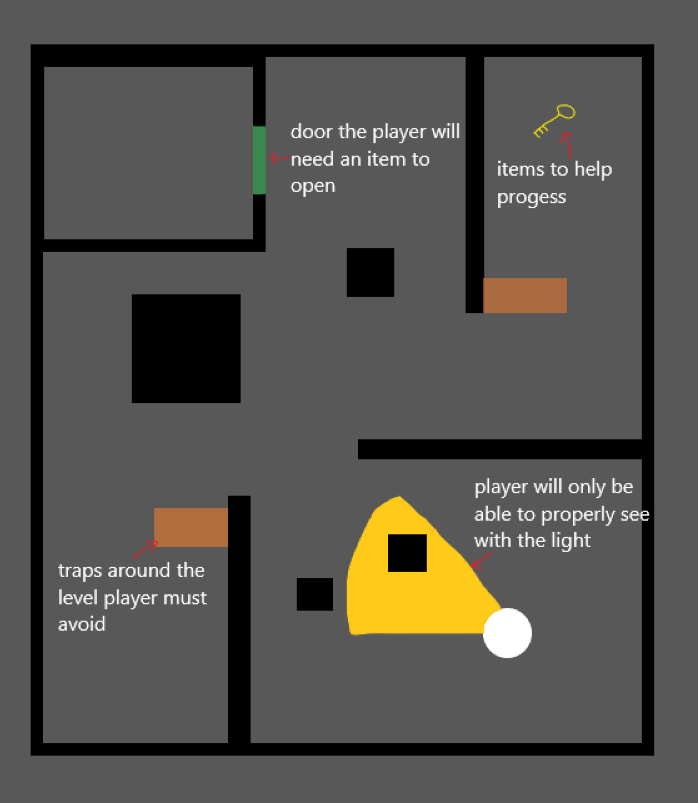 door the player will
need an item to
open
items to help
progess
player will only be
able to properly see
with the light
traps around the
level player must
avoid